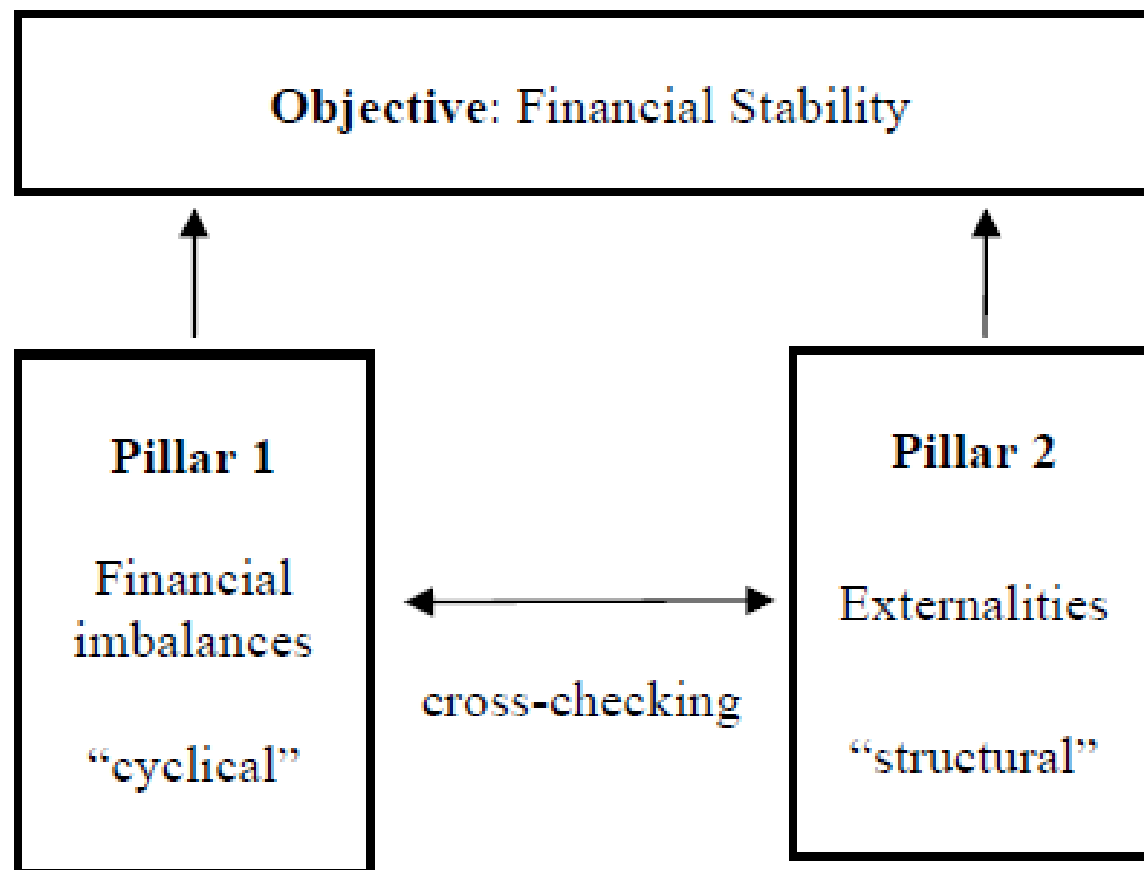 Objective: Financial Stability
Pillar 1
Financial
imbalances
“cyclical”
cross-checking
Pillar 2
Externalities
“structural”